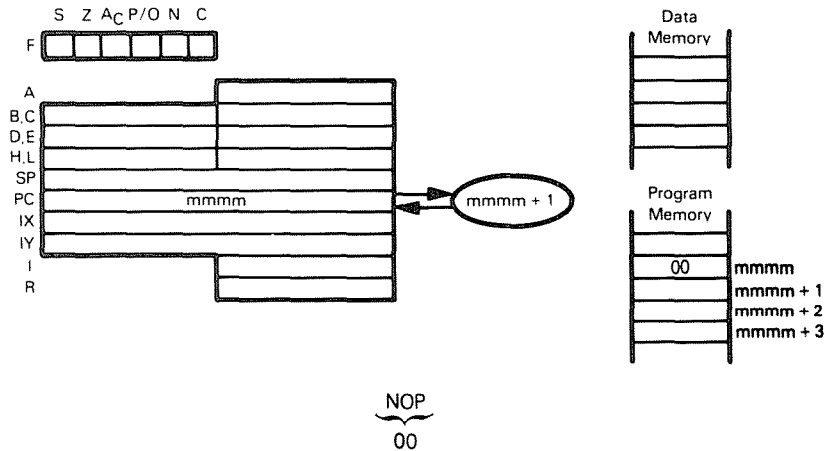 S Z AC P/O N C
F
A
B,C
D,E
H,L
SP
PC mmmm mmmm + 1
IX
IY
I
R
Data
Memory
Program
Memory
00 mmmm
mmmm + 1
mmmm + 2
mmmm + 3
NOP
00